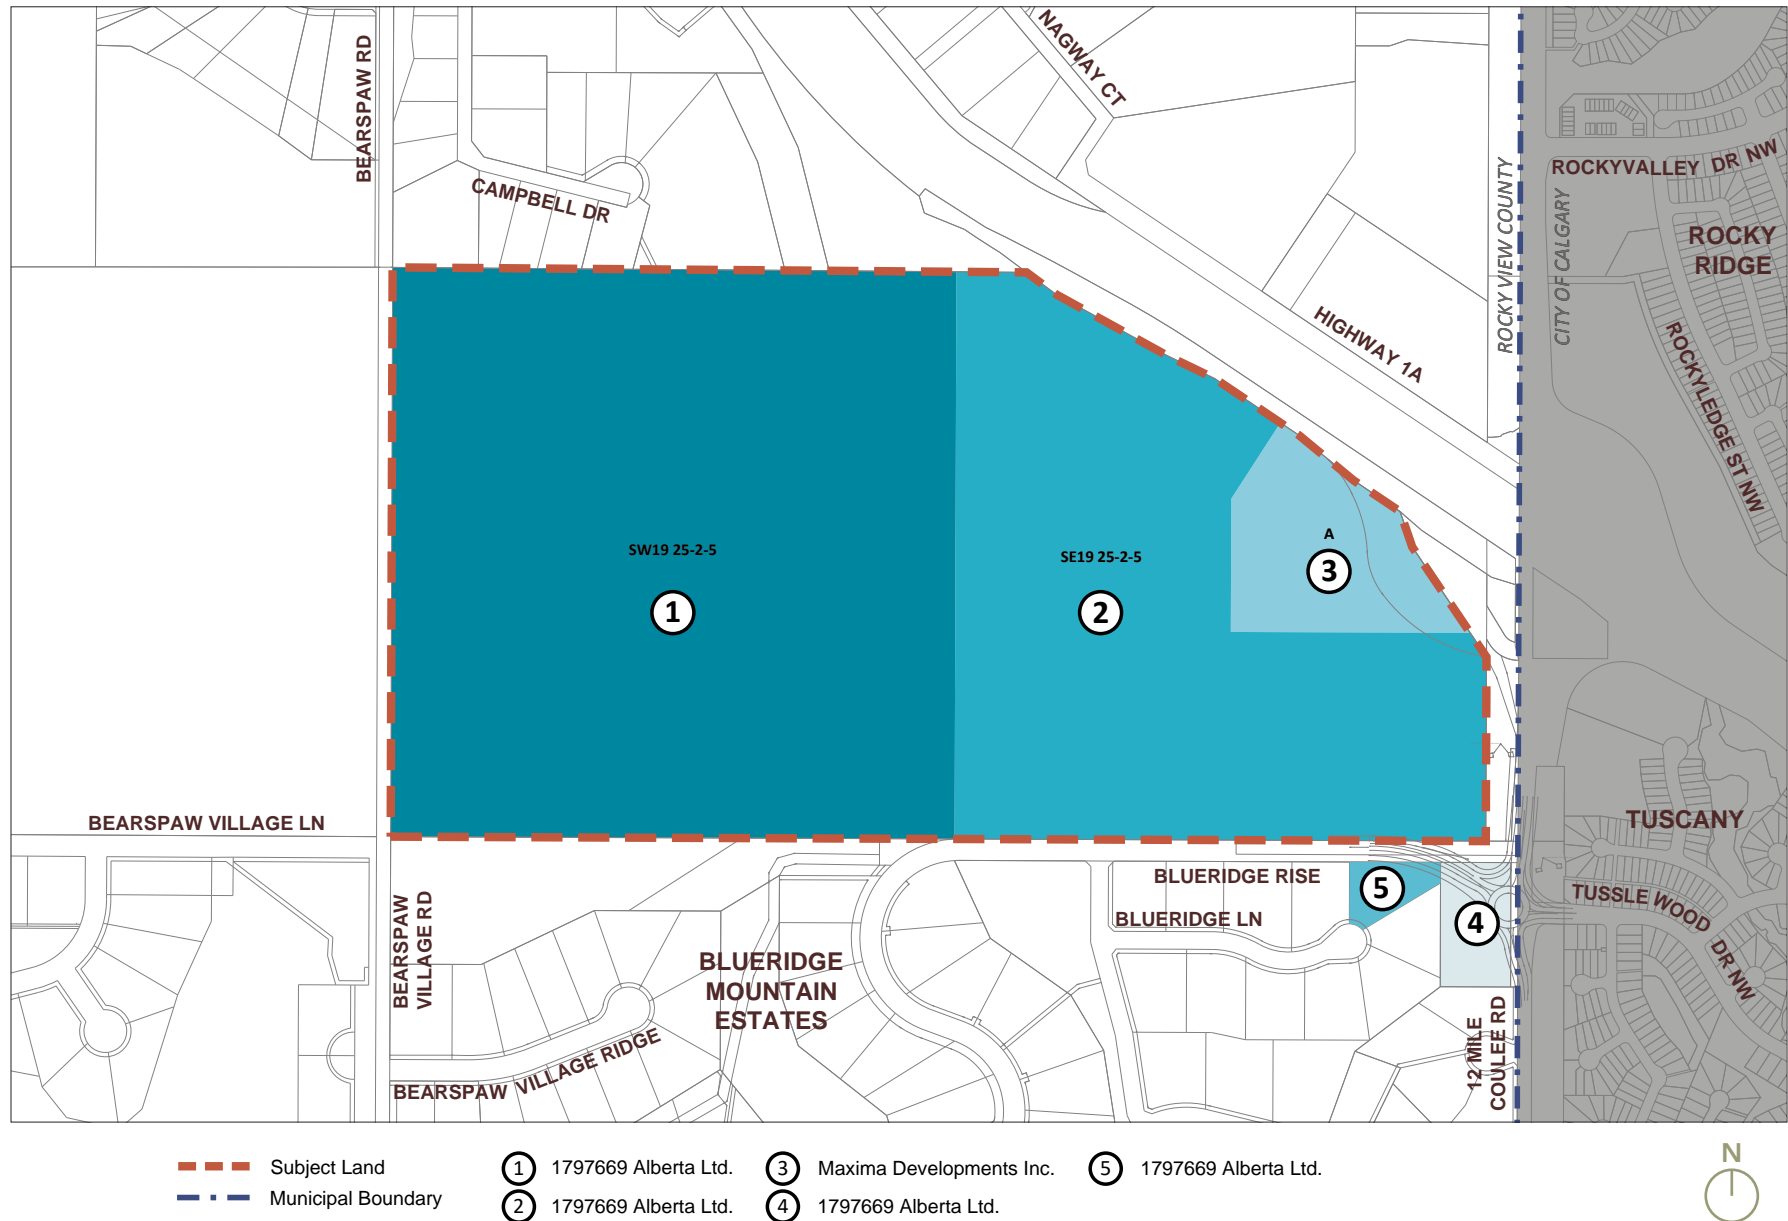 BEARSPAW RD
NAGWAY CT
CAMPBELL DR
ROCKYVALLEY DR NW
ROCKY VIEW COUNTY
CITY OF CALGARY
ROCKY
RIDGE
HIGHWAY 1A
ROCKYLEDGE ST NW
SW19 25-2-5
1
SE19 25-2-5
2
A
3
BEARSPAW VILLAGE LN
TUSCANY
BLUERIDGE RISE
5
BLUERIDGE LN
4
TUSSLE WOOD DR NW
BEARSPAW
VILLAGE RD
BLUERIDGE
MOUNTAIN
ESTATES
BEARSPAW VILLAGE RIDGE
12 MILE
COULEE RD
Subject Land
Municipal Boundary
1 1797669 Alberta Ltd.
2 1797669 Alberta Ltd.
3 Maxima Developments Inc.
4 1797669 Alberta Ltd.
5 1797669 Alberta Ltd.
N